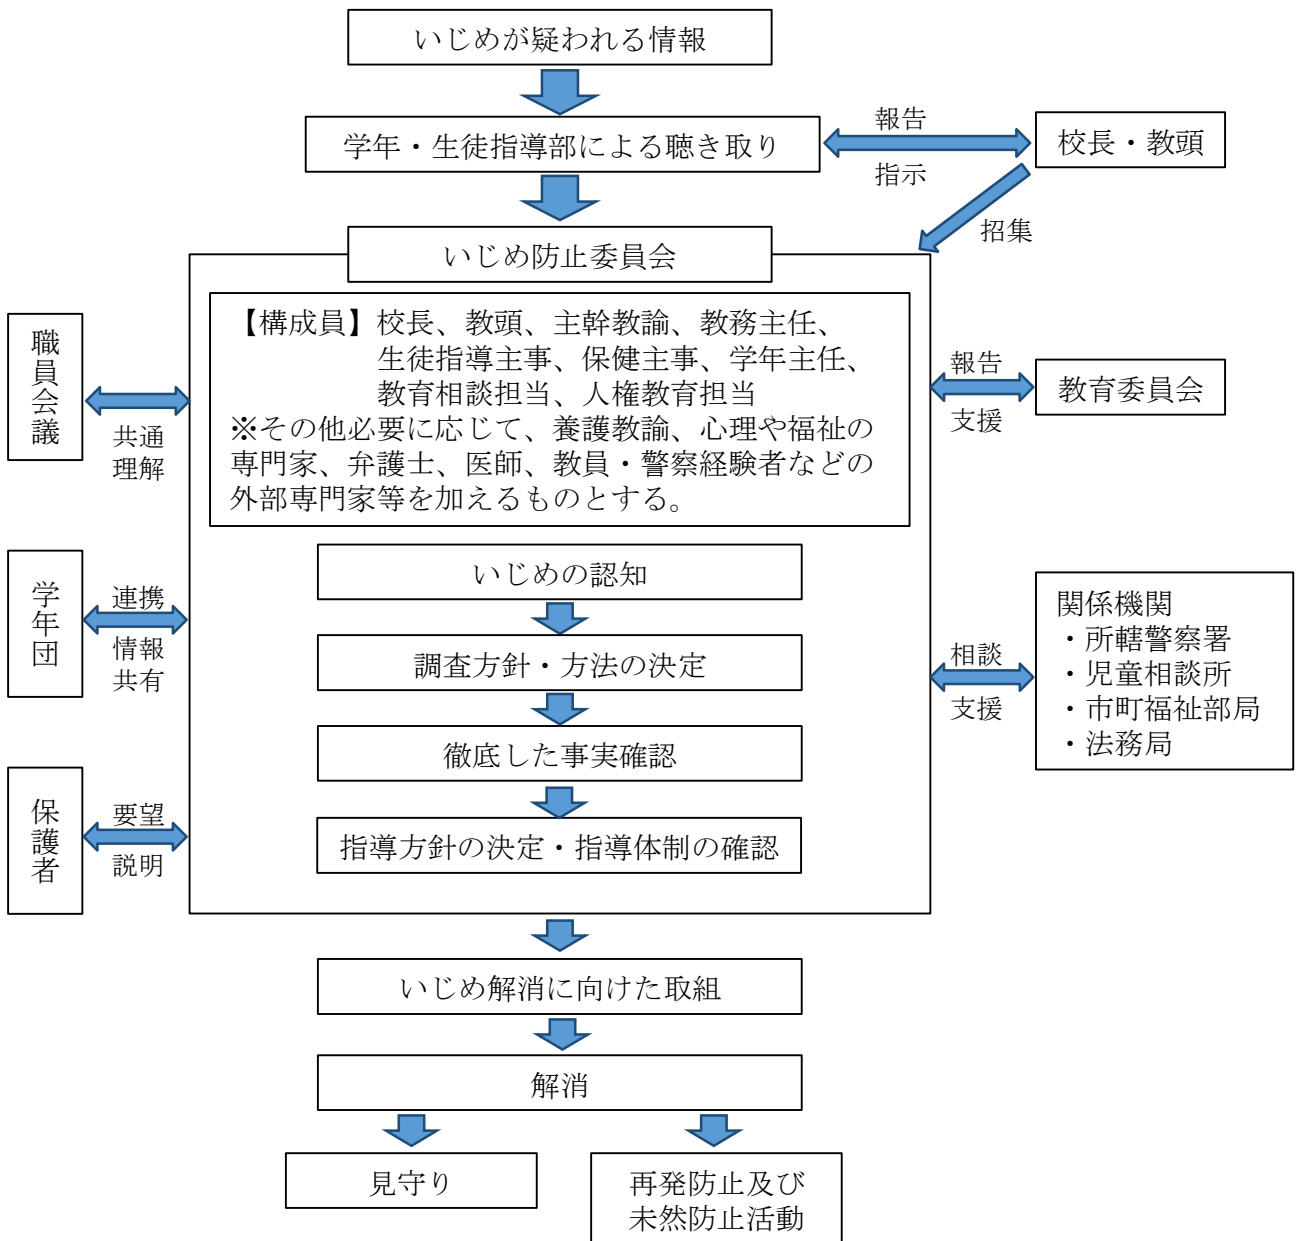 いじめが疑われる情報
学年・生徒指導部による聴き取り
報告
指示
校長・教頭
招集
いじめ防止委員会
【構成員】校長、教頭、主幹教諭、教務主任、
生徒指導主事、保健主事、学年主任、
教育相談担当、人権教育担当
※その他必要に応じて、養護教諭、心理や福祉の
専門家、弁護士、医師、教員・警察経験者などの
外部専門家等を加えるものとする。
職員会議
共通
理解
報告
支援
教育委員会
いじめの認知
学年団
連携
情報
共有
調査方針・方法の決定
相談
支援
関係機関
・所轄警察署
・児童相談所
・市町福祉部局
・法務局
徹底した事実確認
保護者
要望
説明
指導方針の決定・指導体制の確認
いじめ解消に向けた取組
解消
見守り
再発防止及び
未然防止活動